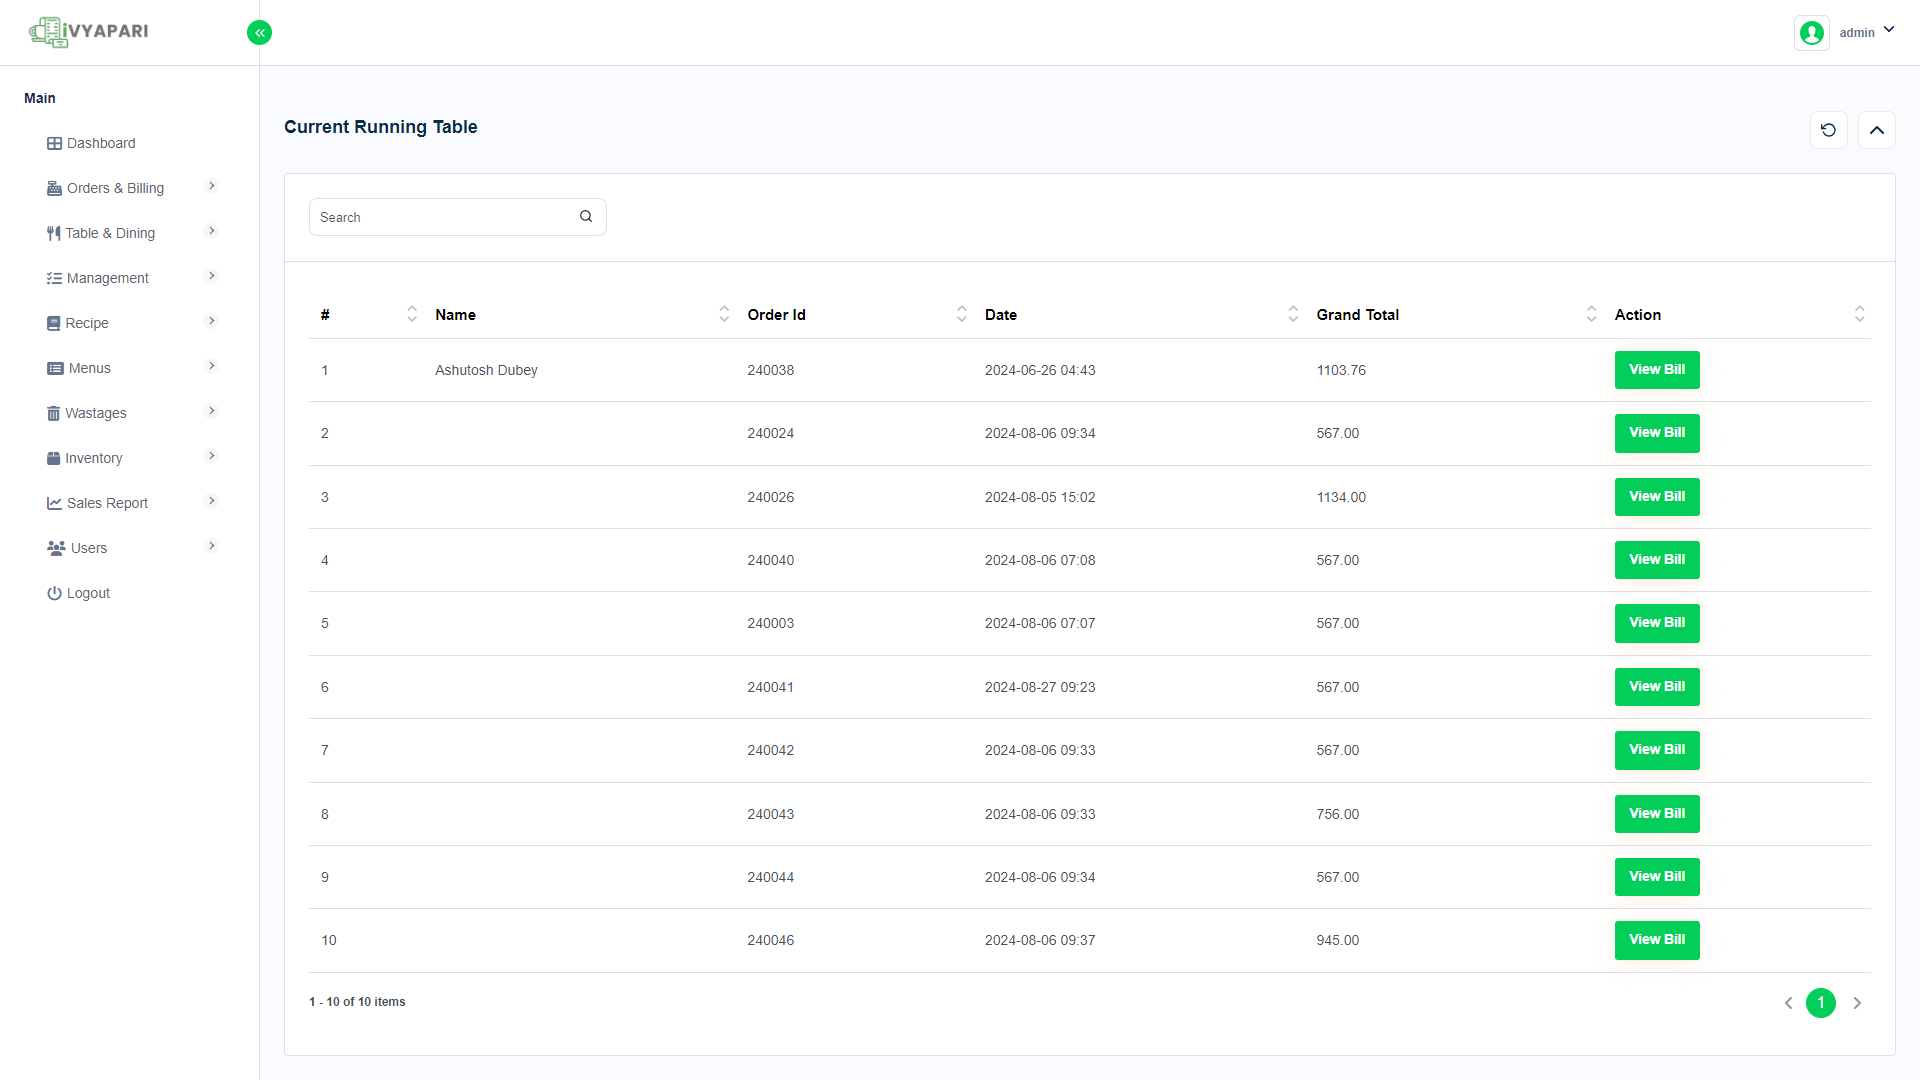 iVYAPARI
admin
Main
Dashboard
Orders & Billing
Table & Dining
Management
Recipe
Menus
Wastages
Inventory
Sales Report
Users
Logout
Current Running Table
Search
# Name Order Id Date Grand Total Action
1 Ashutosh Dubey 240038 2024-06-26 04:43 1103.76 View Bill
2 240024 2024-08-06 09:34 567.00 View Bill
3 240026 2024-08-05 15:02 1134.00 View Bill
4 240040 2024-08-06 07:08 567.00 View Bill
5 240003 2024-08-06 07:07 567.00 View Bill
6 240041 2024-08-27 09:23 567.00 View Bill
7 240042 2024-08-06 09:33 567.00 View Bill
8 240043 2024-08-06 09:33 756.00 View Bill
9 240044 2024-08-06 09:34 567.00 View Bill
10 240046 2024-08-06 09:37 945.00 View Bill
1 - 10 of 10 items
1